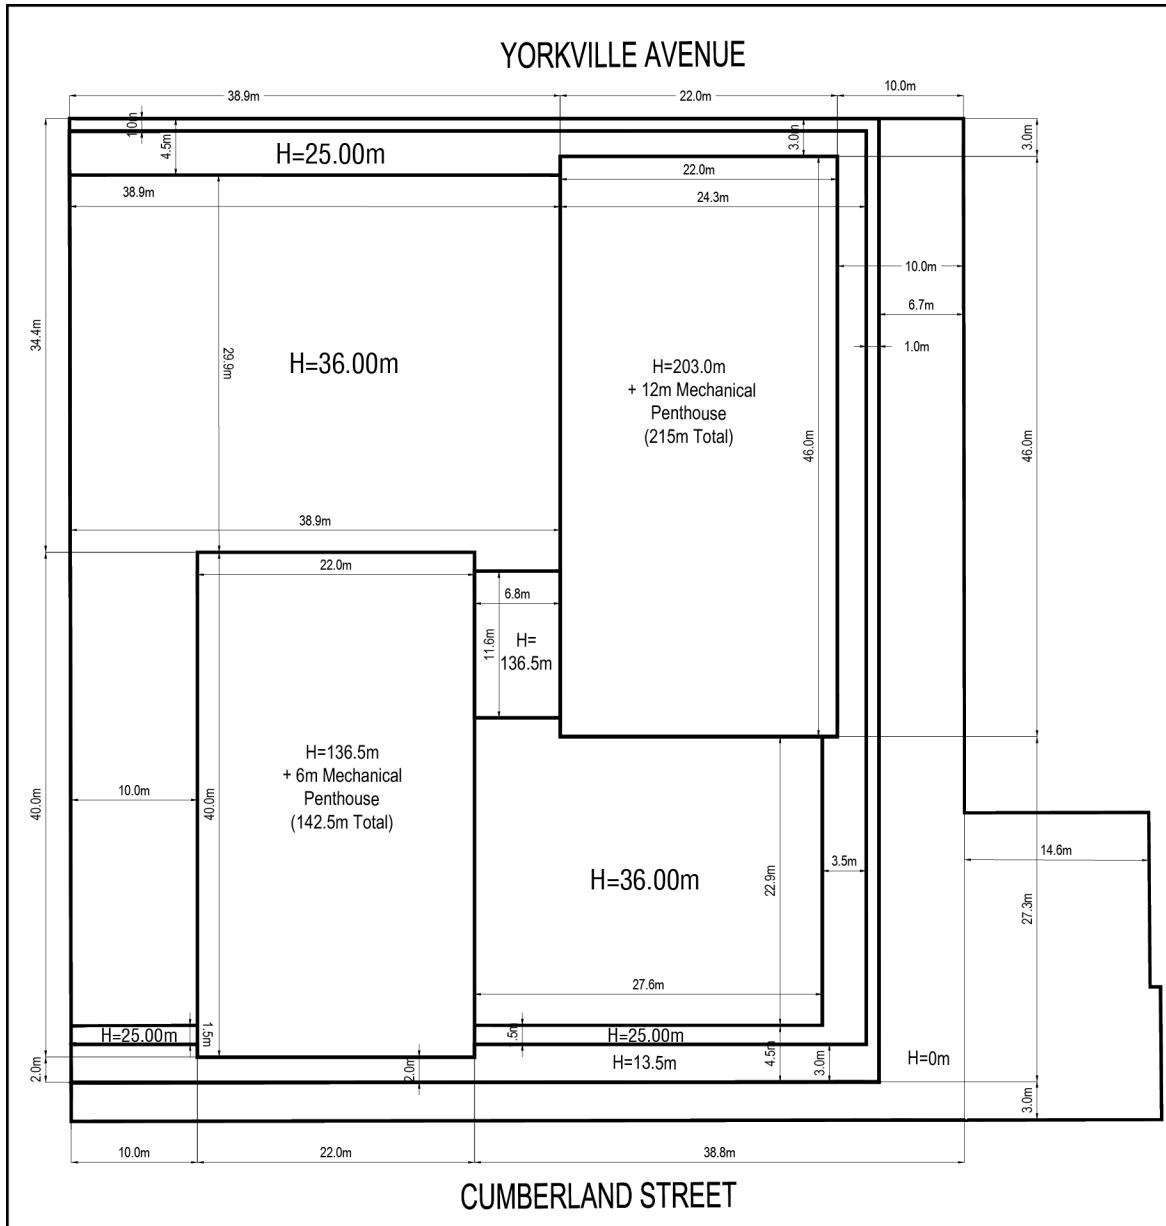 YORKVILLE AVENUE
38.9m
22.0m
10.0m
1.0m
4.5m
H=25.00m
3.0m
3.0m
38.9m
22.0m
24.3m
10.0m
6.7m
1.0m
34.4m
29.9m
H=36.00m
H=203.0m
+ 12m Mechanical
Penthouse
(215m Total)
46.0m
46.0m
38.9m
22.0m
6.8m
11.6m
H=
136.5m
H=136.5m
+ 6m Mechanical
Penthouse
(142.5m Total)
10.0m
40.0m
40.0m
14.6m
3.5m
H=36.00m
22.9m
27.3m
27.6m
H=25.00m
1.5m
.5m
H=25.00m
4.5m
3.0m
2.0m
2.0m
H=13.5m
H=0m
3.0m
10.0m
22.0m
38.8m
CUMBERLAND STREET